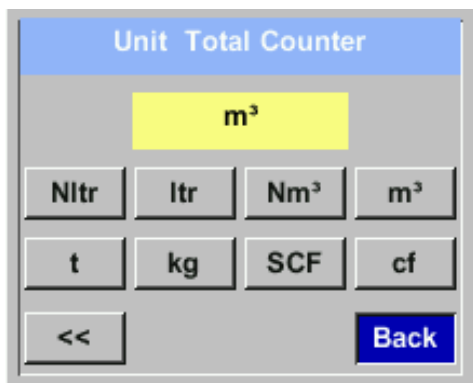 Unit Total Counter
m³
Nltr ltr Nm³ m³
t kg SCF cf
<< Back